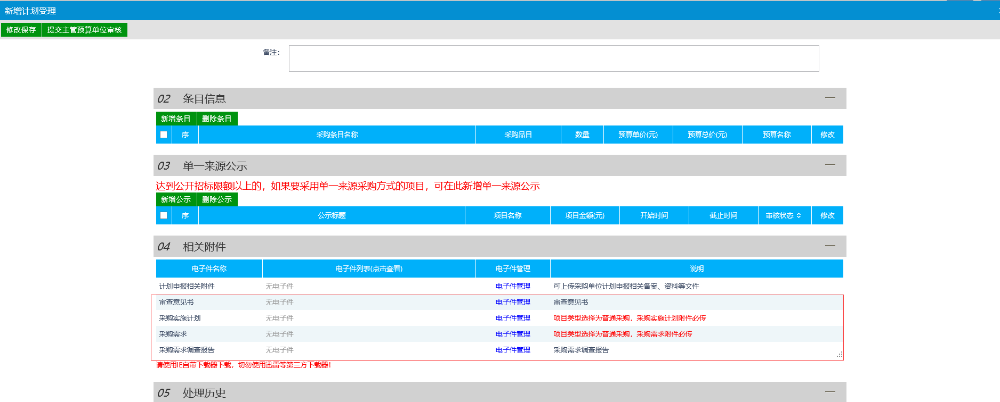 新增计划受理
修改保存 提交主管预算单位审核
备注：
02 条目信息
新增条目 删除条目
序 采购条目名称 采购品目 数量 预算单价(元) 预算总价(元) 预算名称 修改
03 单一来源公示
达到公开招标限额以上的，如果要采用单一来源采购方式的项目，可在此新增单一来源公示
新增公示 删除公示
序 公示标题 项目名称 项目金额(元) 开始时间 截止时间 审核状态 修改
04 相关附件
电子件名称 电子件列表(点击查看) 电子件管理 说明
计划申报相关附件 无电子件 电子件管理 可上传采购单位计划申报相关备案、资料等文件
审查意见书 无电子件 电子件管理 审查意见书
采购实施计划 无电子件 电子件管理 项目类型选择为普通采购，采购实施计划附件必传
采购需求 无电子件 电子件管理 项目类型选择为普通采购，采购需求附件必传
采购需求调查报告 无电子件 电子件管理 采购需求调查报告
请使用IE自带下载器下载，切勿使用迅雷等第三方下载器！
05 处理历史